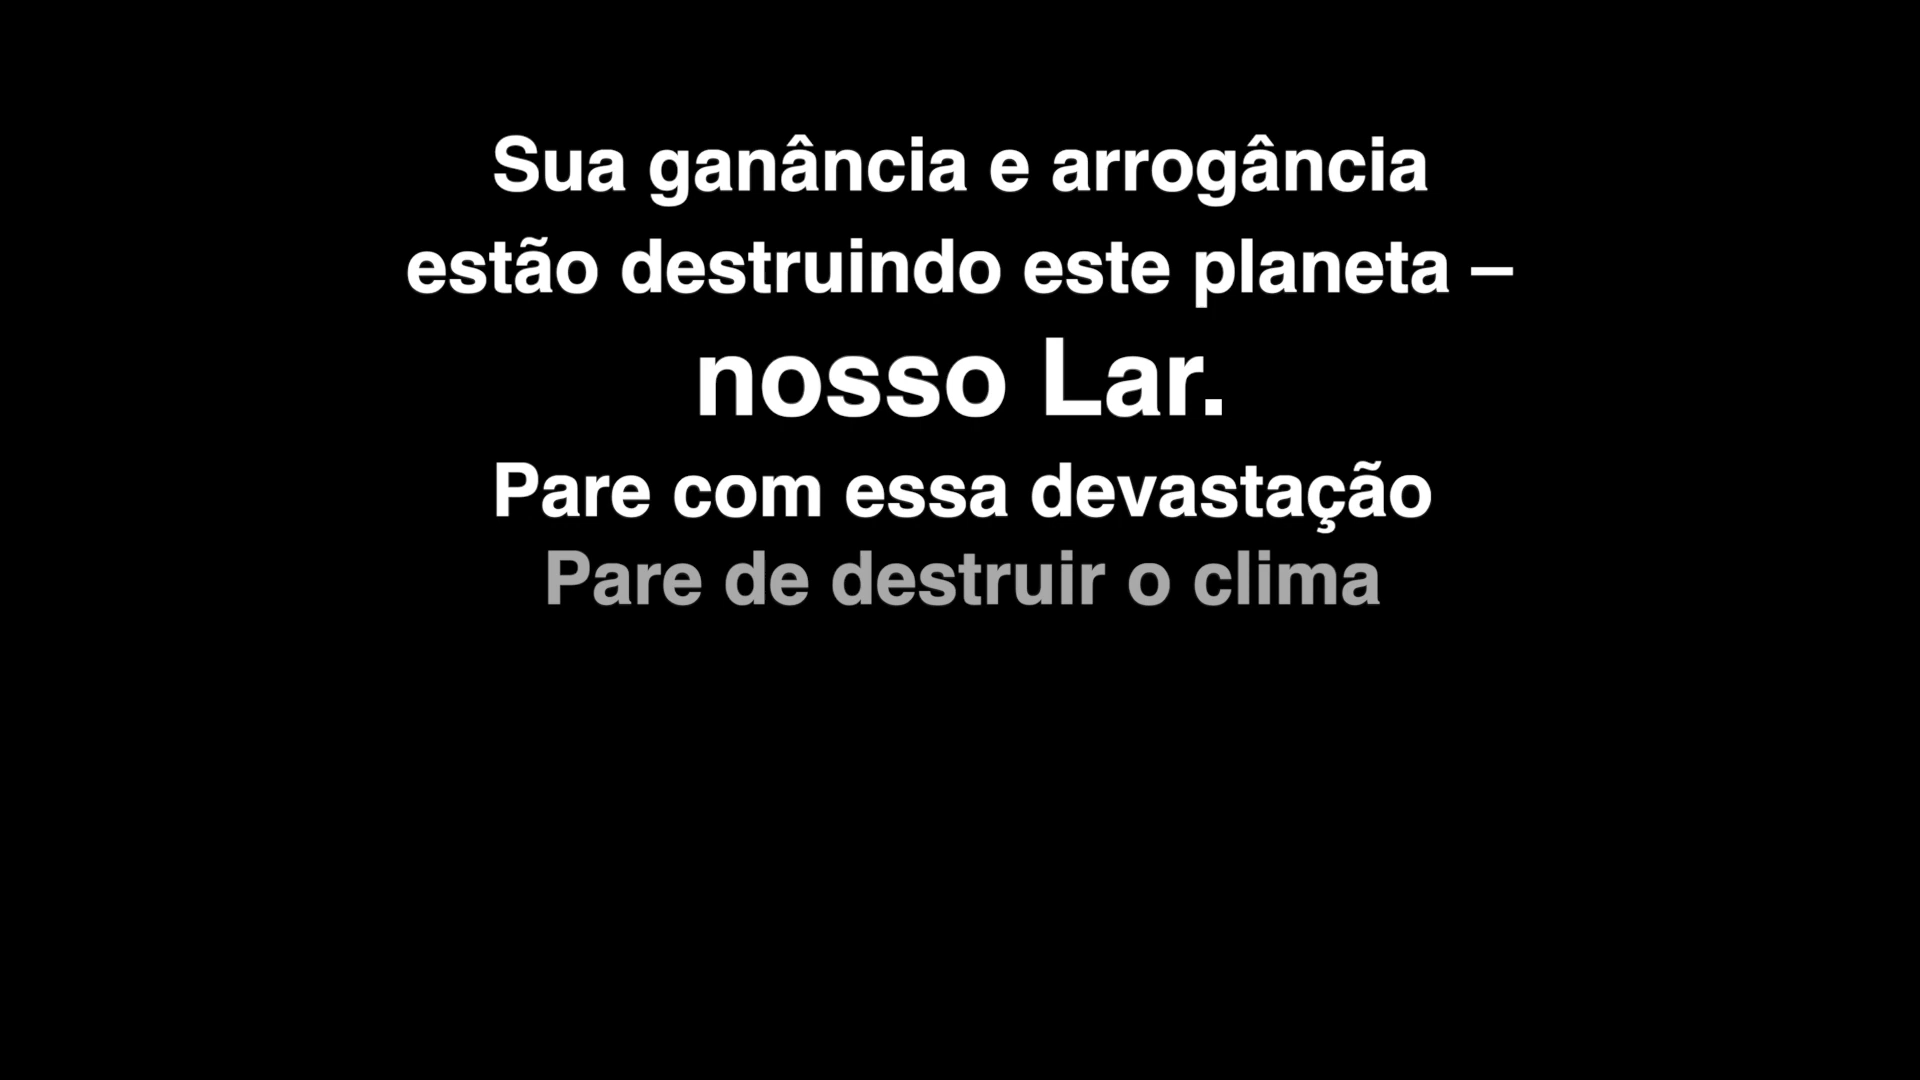 Sua ganância e arrogância
estão destruindo este planeta –
nosso Lar.
Pare com essa devastação
Pare de destruir o clima